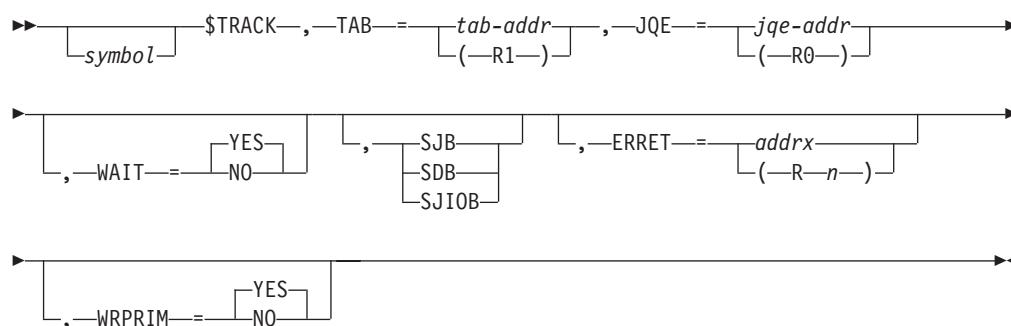 $TRACK , TAB = tab-addr , JQE = jqe-addr
symbol ( R1 ) ( R0 )
YES , SJB , ERRET = addrx
, WAIT = NO SDB ( R n )
SJIOB
YES
, WRPRIM = NO